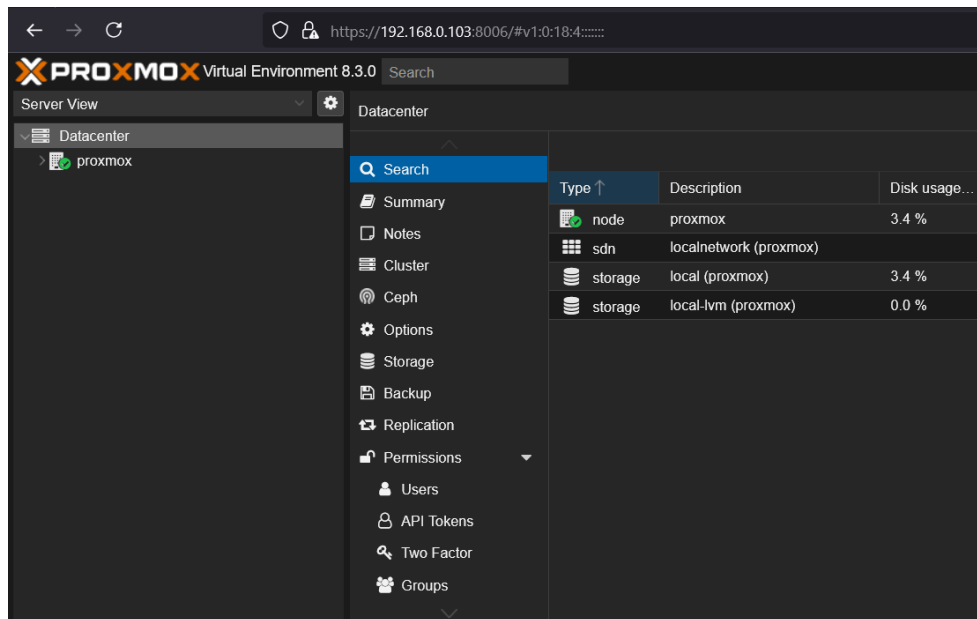 https://192.168.0.103:8006/#v1:0:18:4:::::::
PROXMOX Virtual Environment 8.3.0 Search
Server View
Datacenter
proxmox
Datacenter
Search
Summary
Notes
Cluster
Ceph
Options
Storage
Backup
Replication
Permissions
Users
API Tokens
Two Factor
Groups
Type ↑ Description Disk usage...
node proxmox 3.4 %
sdn localnetwork (proxmox)
storage local (proxmox) 3.4 %
storage local-lvm (proxmox) 0.0 %